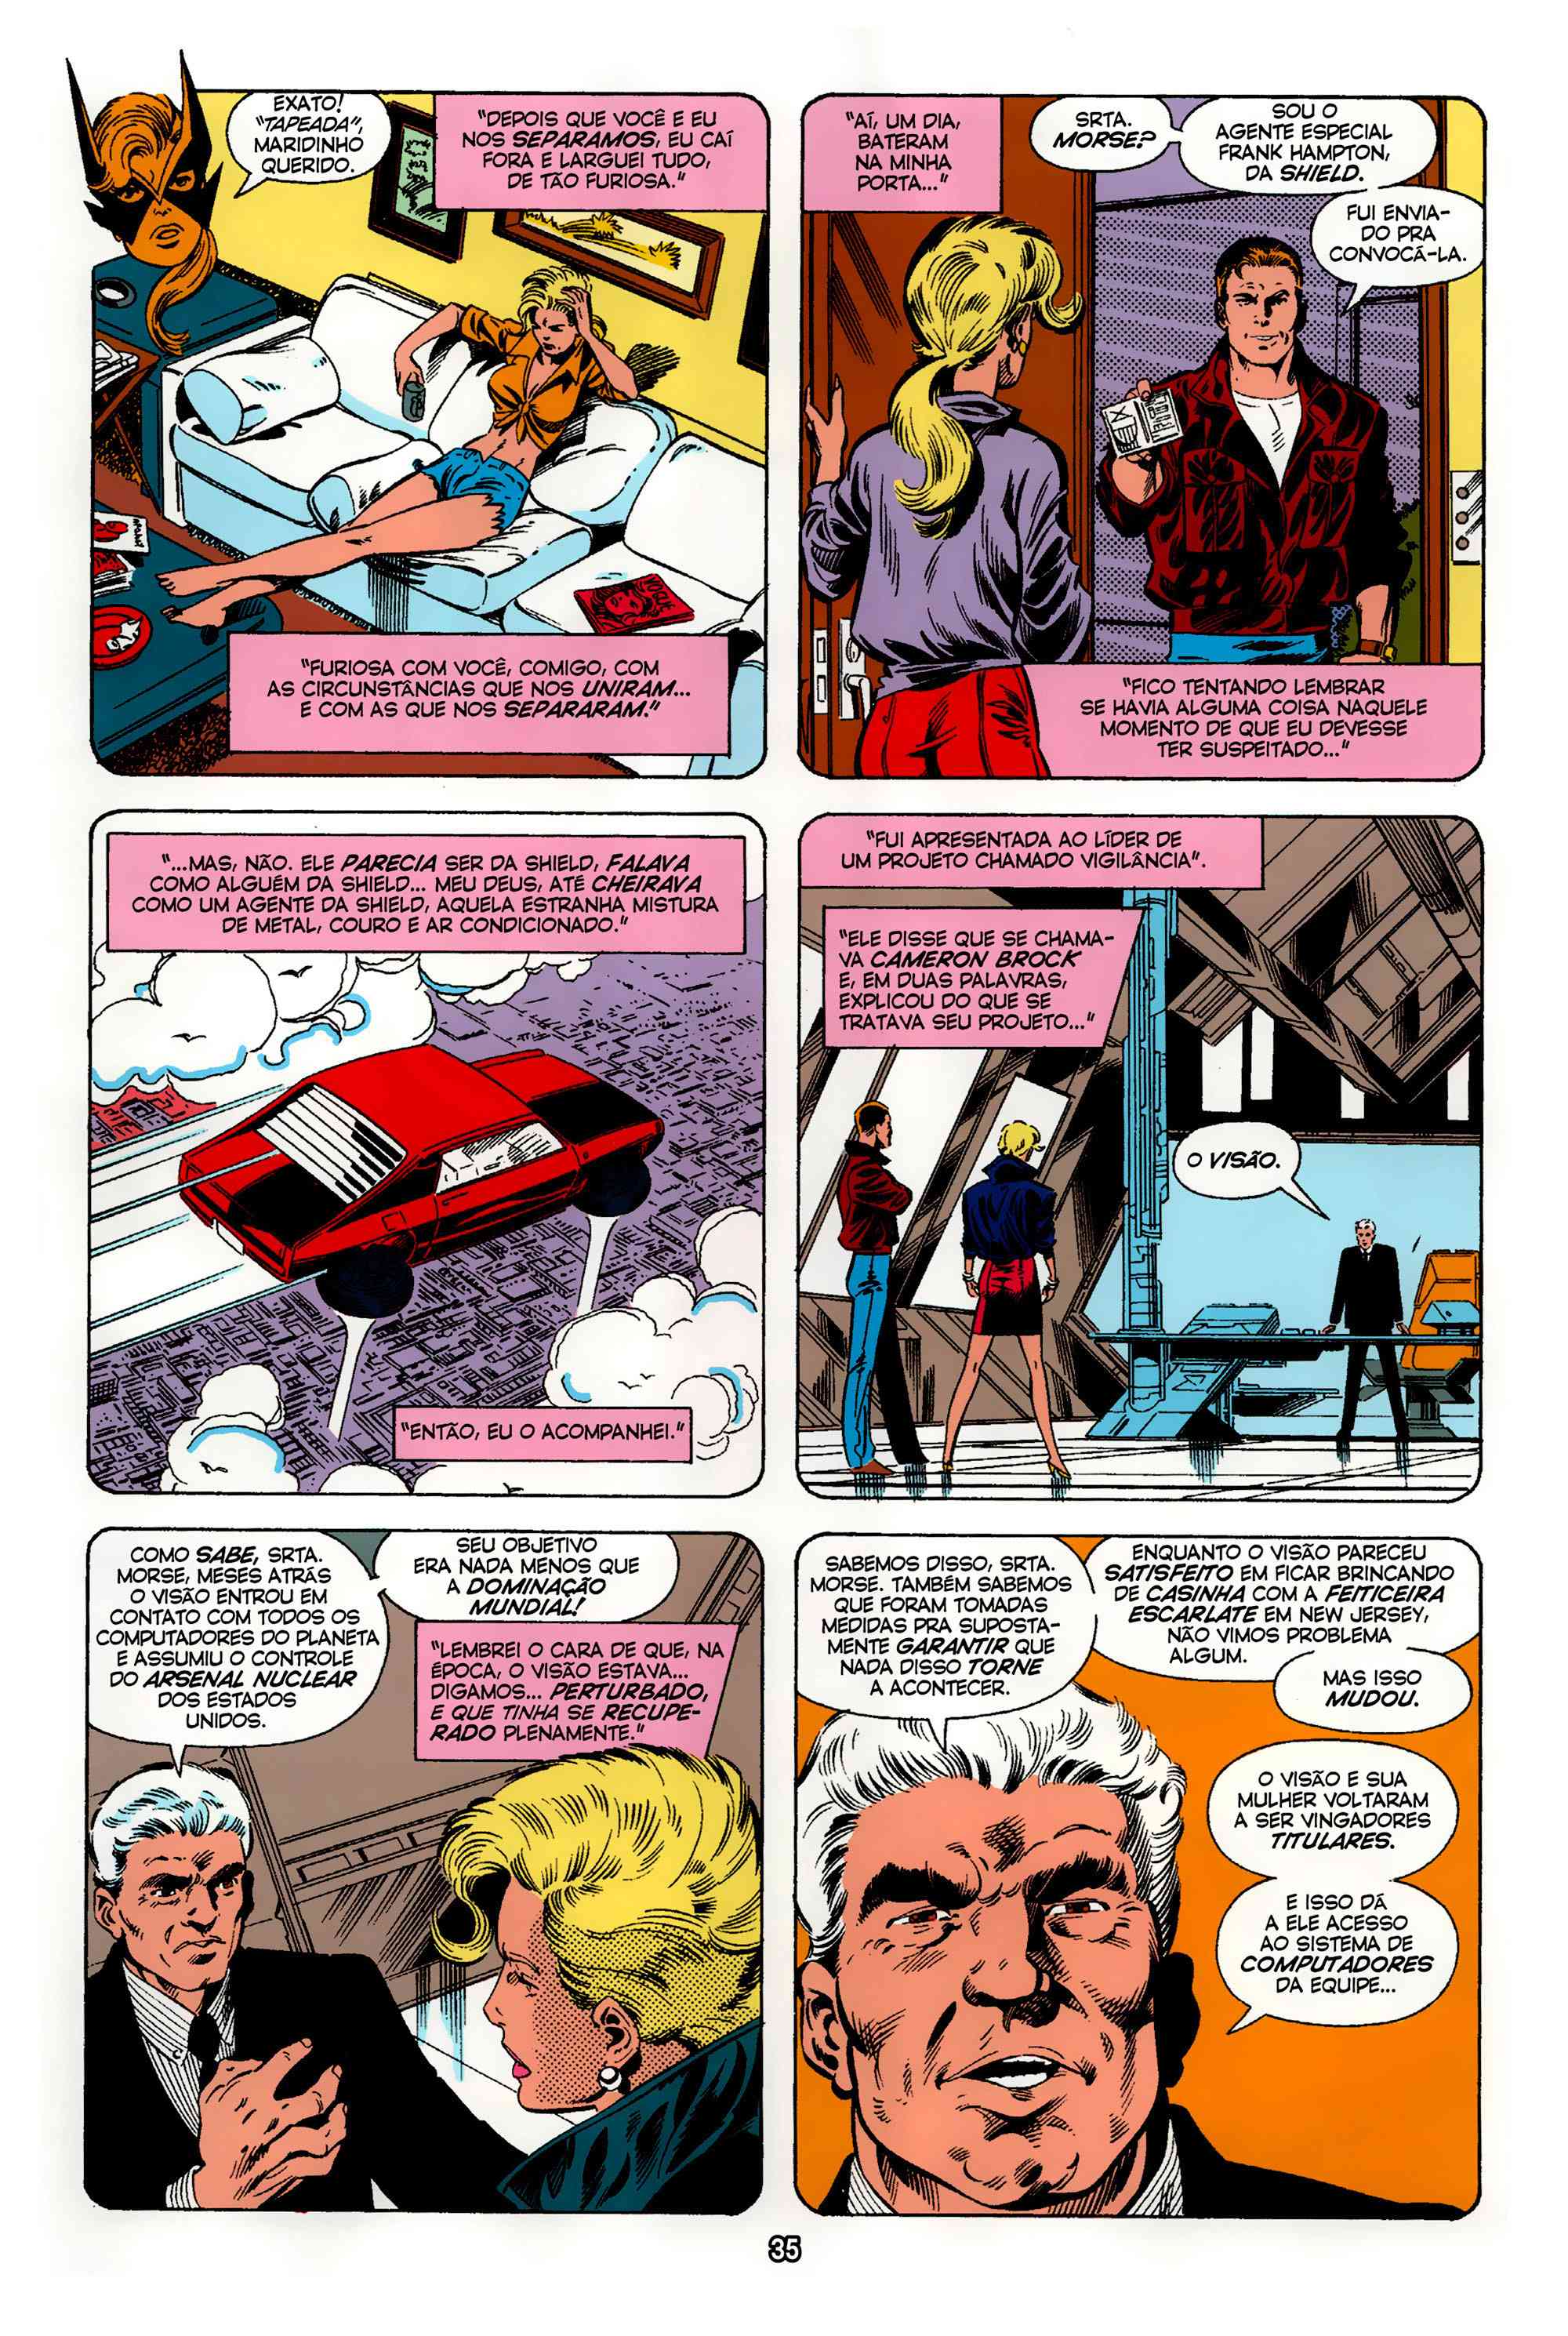 EXATO!
"TAPEADA",
MARIDINHO
QUERIDO.
"DEPOIS QUE VOCÊ E EU
NOS SEPARAMOS, EU CAÍ
FORA E LARGUEI TUDO,
DE TÃO FURIOSA."
VOGUE
"FURIOSA COM VOCÊ, COMIGO, COM
AS CIRCUNSTÂNCIAS QUE NOS UNIRAM...
E COM AS QUE NOS SEPARARAM."
"AÍ, UM DIA,
BATERAM
NA MINHA
PORTA..."
SRTA.
MORSE?
SOU O
AGENTE ESPECIAL
FRANK HAMPTON,
DA SHIELD.
FUI ENVIA-
DO PRA
CONVOCÁ-LA.
"FICO TENTANDO LEMBRAR
SE HAVIA ALGUMA COISA NAQUELE
MOMENTO DE QUE EU DEVESSE
TER SUSPEITADO..."
"...MAS, NÃO. ELE PARECIA SER DA SHIELD, FALAVA
COMO ALGUÉM DA SHIELD... MEU DEUS, ATÉ CHEIRAVA
COMO UM AGENTE DA SHIELD, AQUELA ESTRANHA MISTURA
DE METAL, COURO E AR CONDICIONADO."
"ENTÃO, EU O ACOMPANHEI."
"FUI APRESENTADA AO LÍDER DE
UM PROJETO CHAMADO VIGILÂNCIA".
"ELE DISSE QUE SE CHAMA-
VA CAMERON BROCK
E, EM DUAS PALAVRAS,
EXPLICOU DO QUE SE
TRATAVA SEU PROJETO..."
O VISÃO.
COMO SABE, SRTA.
MORSE, MESES ATRÁS
O VISÃO ENTROU EM
CONTATO COM TODOS OS
COMPUTADORES DO PLANETA
E ASSUMIU O CONTROLE
DO ARSENAL NUCLEAR
DOS ESTADOS
UNIDOS.
SEU OBJETIVO
ERA NADA MENOS QUE
A DOMINAÇÃO
MUNDIAL!
"LEMBREI O CARA DE QUE, NA
ÉPOCA, O VISÃO ESTAVA...
DIGAMOS... PERTURBADO,
E QUE TINHA SE RECUPE-
RADO PLENAMENTE."
SABEMOS DISSO, SRTA.
MORSE. TAMBÉM SABEMOS
QUE FORAM TOMADAS
MEDIDAS PRA SUPOSTA-
MENTE GARANTIR QUE
NADA DISSO TORNE
A ACONTECER.
ENQUANTO O VISÃO PARECEU
SATISFEITO EM FICAR BRINCANDO
DE CASINHA COM A FEITICEIRA
ESCARLATE EM NEW JERSEY,
NÃO VIMOS PROBLEMA
ALGUM.
MAS ISSO
MUDOU.
O VISÃO E SUA
MULHER VOLTARAM
A SER VINGADORES
TITULARES.
E ISSO DÁ
A ELE ACESSO
AO SISTEMA DE
COMPUTADORES
DA EQUIPE...
35